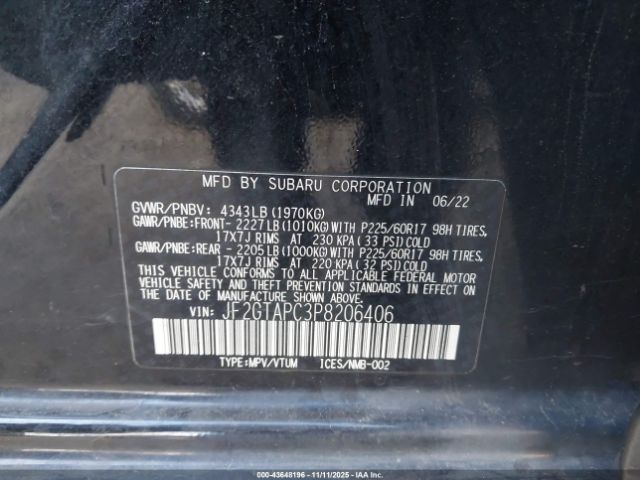 MFD BY SUBARU CORPORATION
MFD IN 06/22
GVWR/PNBV: 4343LB (1970KG)
GAWR/PNBE: FRONT- 2227LB (1010KG) WITH P225/60R17 98H TIRES,
17X7J RIMS AT 230 KPA (33 PSI) COLD
GAWR/PNBE: REAR - 2205LB (1000KG) WITH P225/60R17 98H TIRES,
17X7J RIMS AT 220 KPA (32 PSI) COLD
THIS VEHICLE CONFORMS TO ALL APPLICABLE FEDERAL MOTOR
VEHICLE SAFETY AND THEFT PREVENTION STANDARDS IN
EFFECT ON THE DATE OF MANUFACTURE SHOWN ABOVE.
VIN: JF2GTAPC3P8206406
TYPE:MPV/VTUM ICES/NMB-002
000-43648196 - 11/11/2025 - IAAI.com